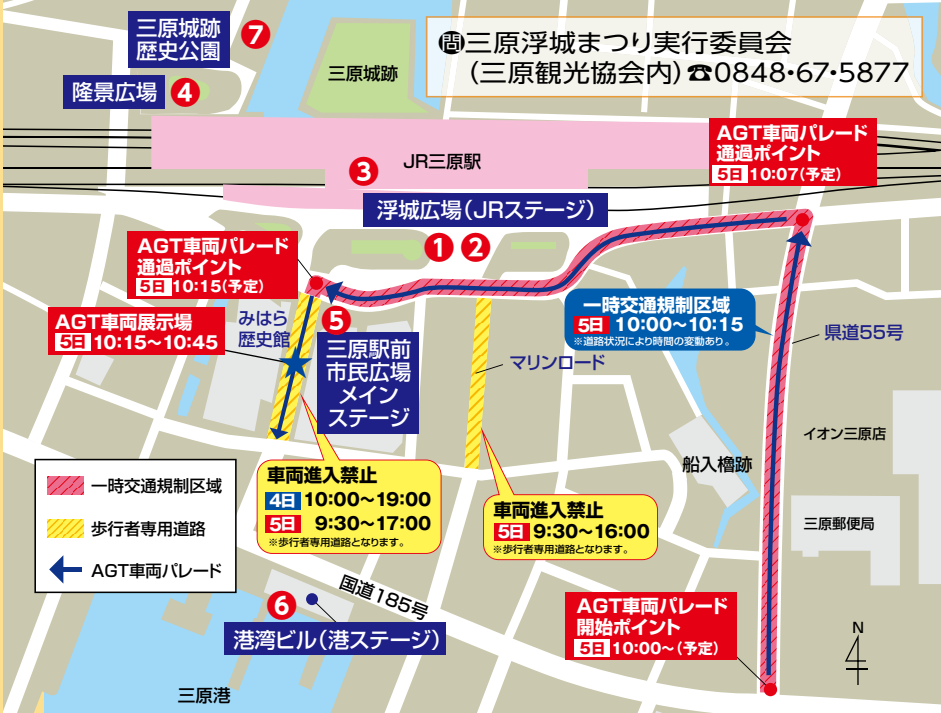 三原城跡
歴史公園
7
㊐三原浮城まつり実行委員会
(三原観光協会内)☎0848・67・5877
三原城跡
隆景広場
4
JR三原駅
3
AGT車両パレード
通過ポイント
5日 10:07(予定)
浮城広場(JRステージ)
1 2
AGT車両パレード
通過ポイント
5日 10:15(予定)
AGT車両展示場
5日 10:15~10:45
みはら
歴史館
5
三原駅前
市民広場
メイン
ステージ
一時交通規制区域
5日 10:00~10:15
※道路状況により時間の変動あり。
県道55号
マリンロード
イオン三原店
船入櫓跡
三原郵便局
車両進入禁止
4日 10:00~19:00
5日 9:30~17:00
※歩行者専用道路となります。
車両進入禁止
5日 9:30~16:00
※歩行者専用道路となります。
一時交通規制区域
歩行者専用道路
AGT車両パレード
国道185号
6
港湾ビル(港ステージ)
三原港
AGT車両パレード
開始ポイント
5日 10:00~(予定)
N